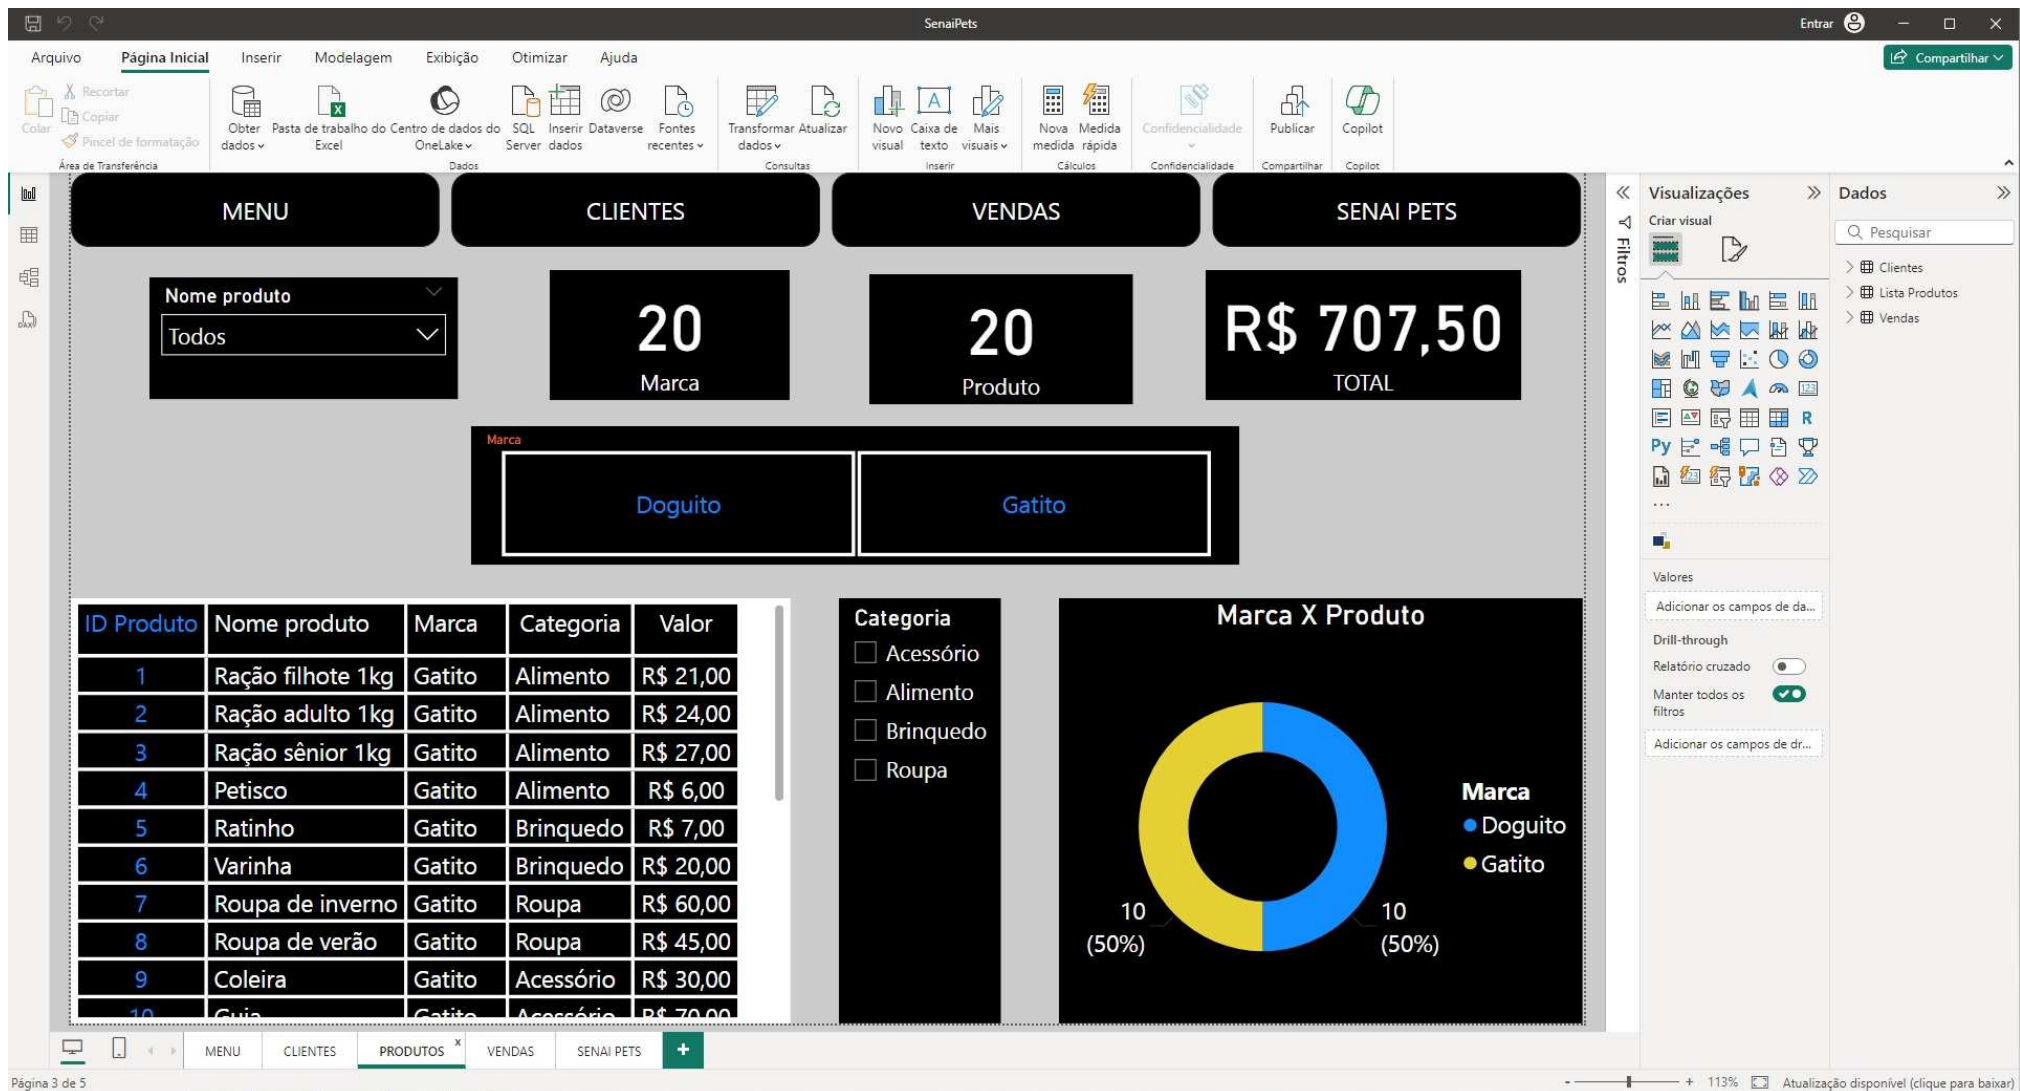 SenaiPets
Entrar
Arquivo Página Inicial Inserir Modelagem Exibição Otimizar Ajuda
Compartilhar
Colar
Recortar
Copiar
Pincel de formatação
Área de Transferência
Obter dados
Pasta de trabalho do Excel
Centro de dados do OneLake
SQL Server
Inserir dados
Dataverse
Fontes recentes
Dados
Transformar dados
Atualizar
Consultas
Novo visual
Caixa de texto
Mais visuais
Inserir
Nova medida
Medida rápida
Cálculos
Confidencialidade
Confidencialidade
Publicar
Compartilhar
Copilot
Copilot
MENU
CLIENTES
VENDAS
SENAI PETS
Nome produto
Todos
20
Marca
20
Produto
R$ 707,50
TOTAL
Marca
Doguito
Gatito
ID Produto Nome produto Marca Categoria Valor
1 Ração filhote 1kg Gatito Alimento R$ 21,00
2 Ração adulto 1kg Gatito Alimento R$ 24,00
3 Ração sênior 1kg Gatito Alimento R$ 27,00
4 Petisco Gatito Alimento R$ 6,00
5 Ratinho Gatito Brinquedo R$ 7,00
6 Varinha Gatito Brinquedo R$ 20,00
7 Roupa de inverno Gatito Roupa R$ 60,00
8 Roupa de verão Gatito Roupa R$ 45,00
9 Coleira Gatito Acessório R$ 30,00
10 Guia Gatito Acessório R$ 70,00
Categoria
Acessório
Alimento
Brinquedo
Roupa
Marca X Produto
10
(50%)
10
(50%)
Marca
Doguito
Gatito
Filtros
Visualizações
Criar visual
123
R
Py
...
Valores
Adicionar os campos de da...
Drill-through
Relatório cruzado
Manter todos os
filtros
Adicionar os campos de dr...
Dados
Pesquisar
Clientes
Lista Produtos
Vendas
MENU CLIENTES PRODUTOS x VENDAS SENAI PETS +
Página 3 de 5
- + 113%
Atualização disponível (clique para baixar)